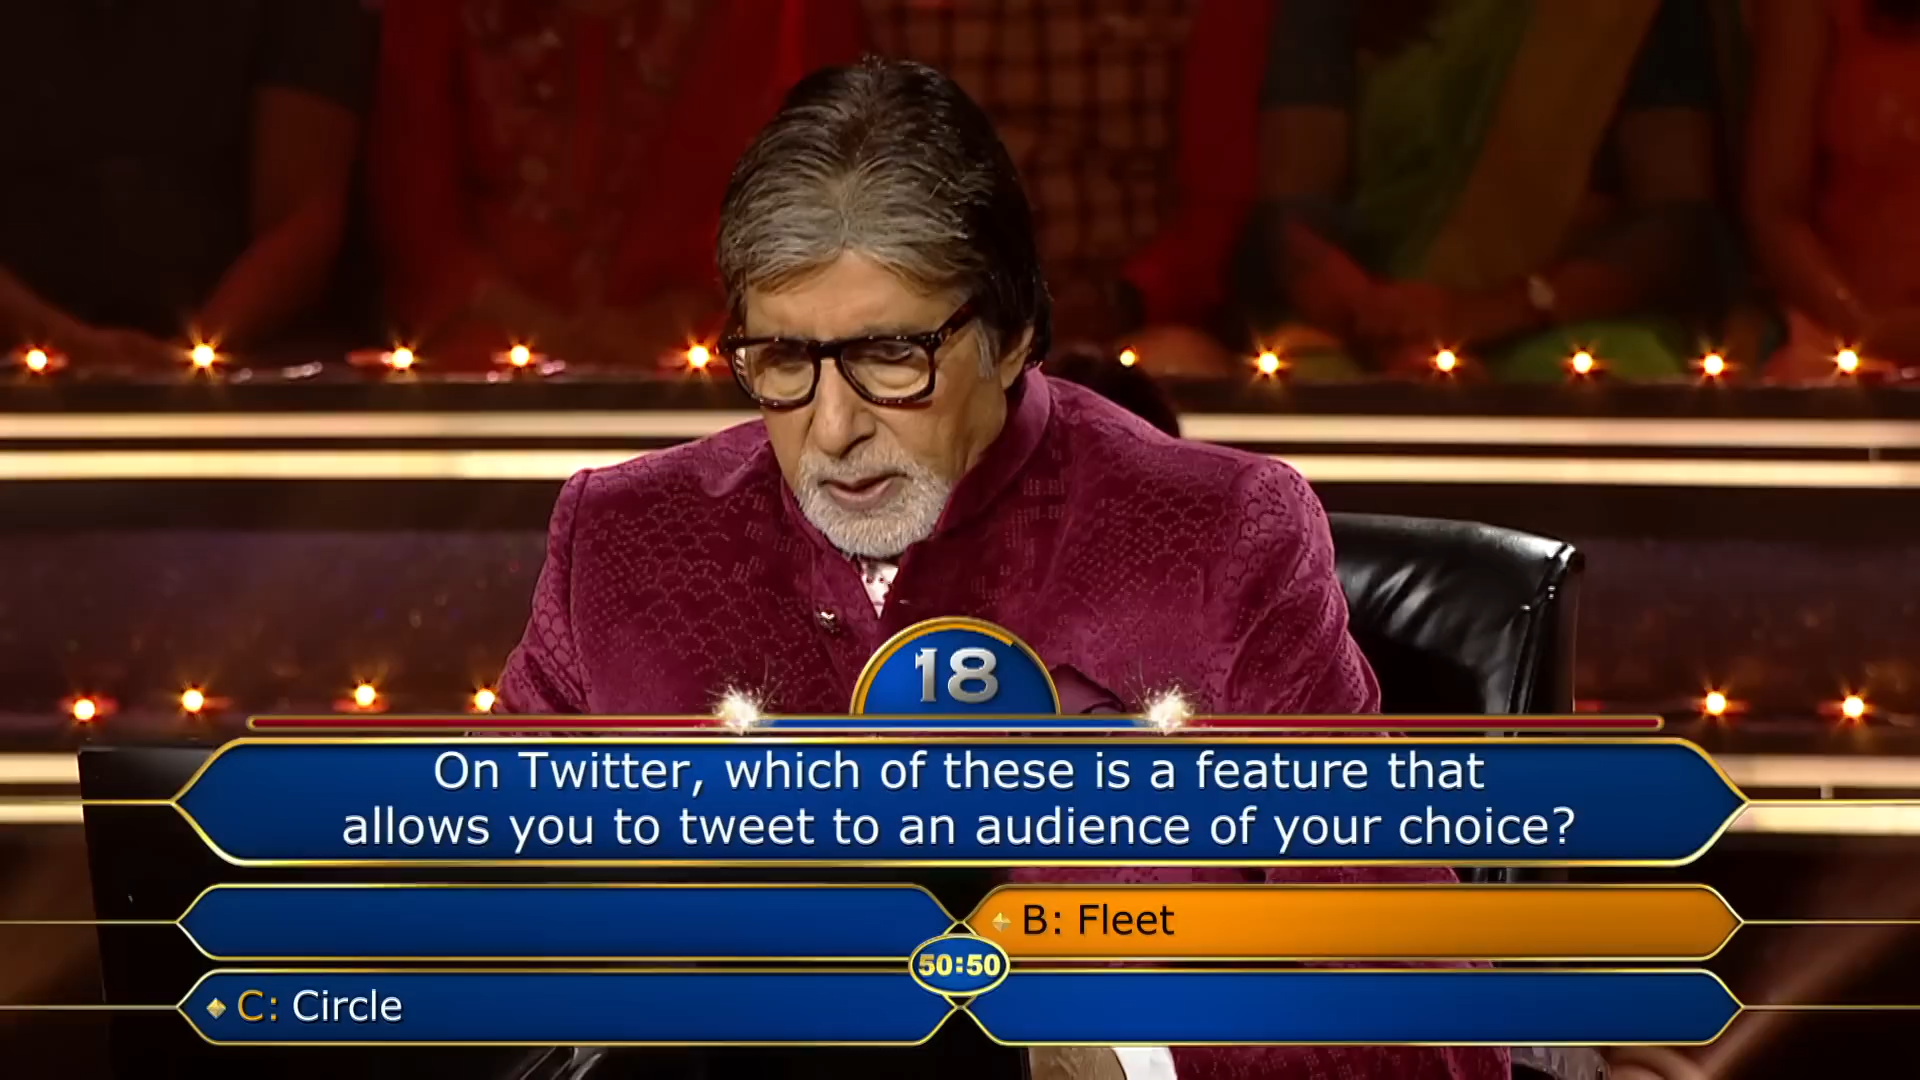 18
On Twitter, which of these is a feature that
allows you to tweet to an audience of your choice?
B: Fleet
50:50
C: Circle